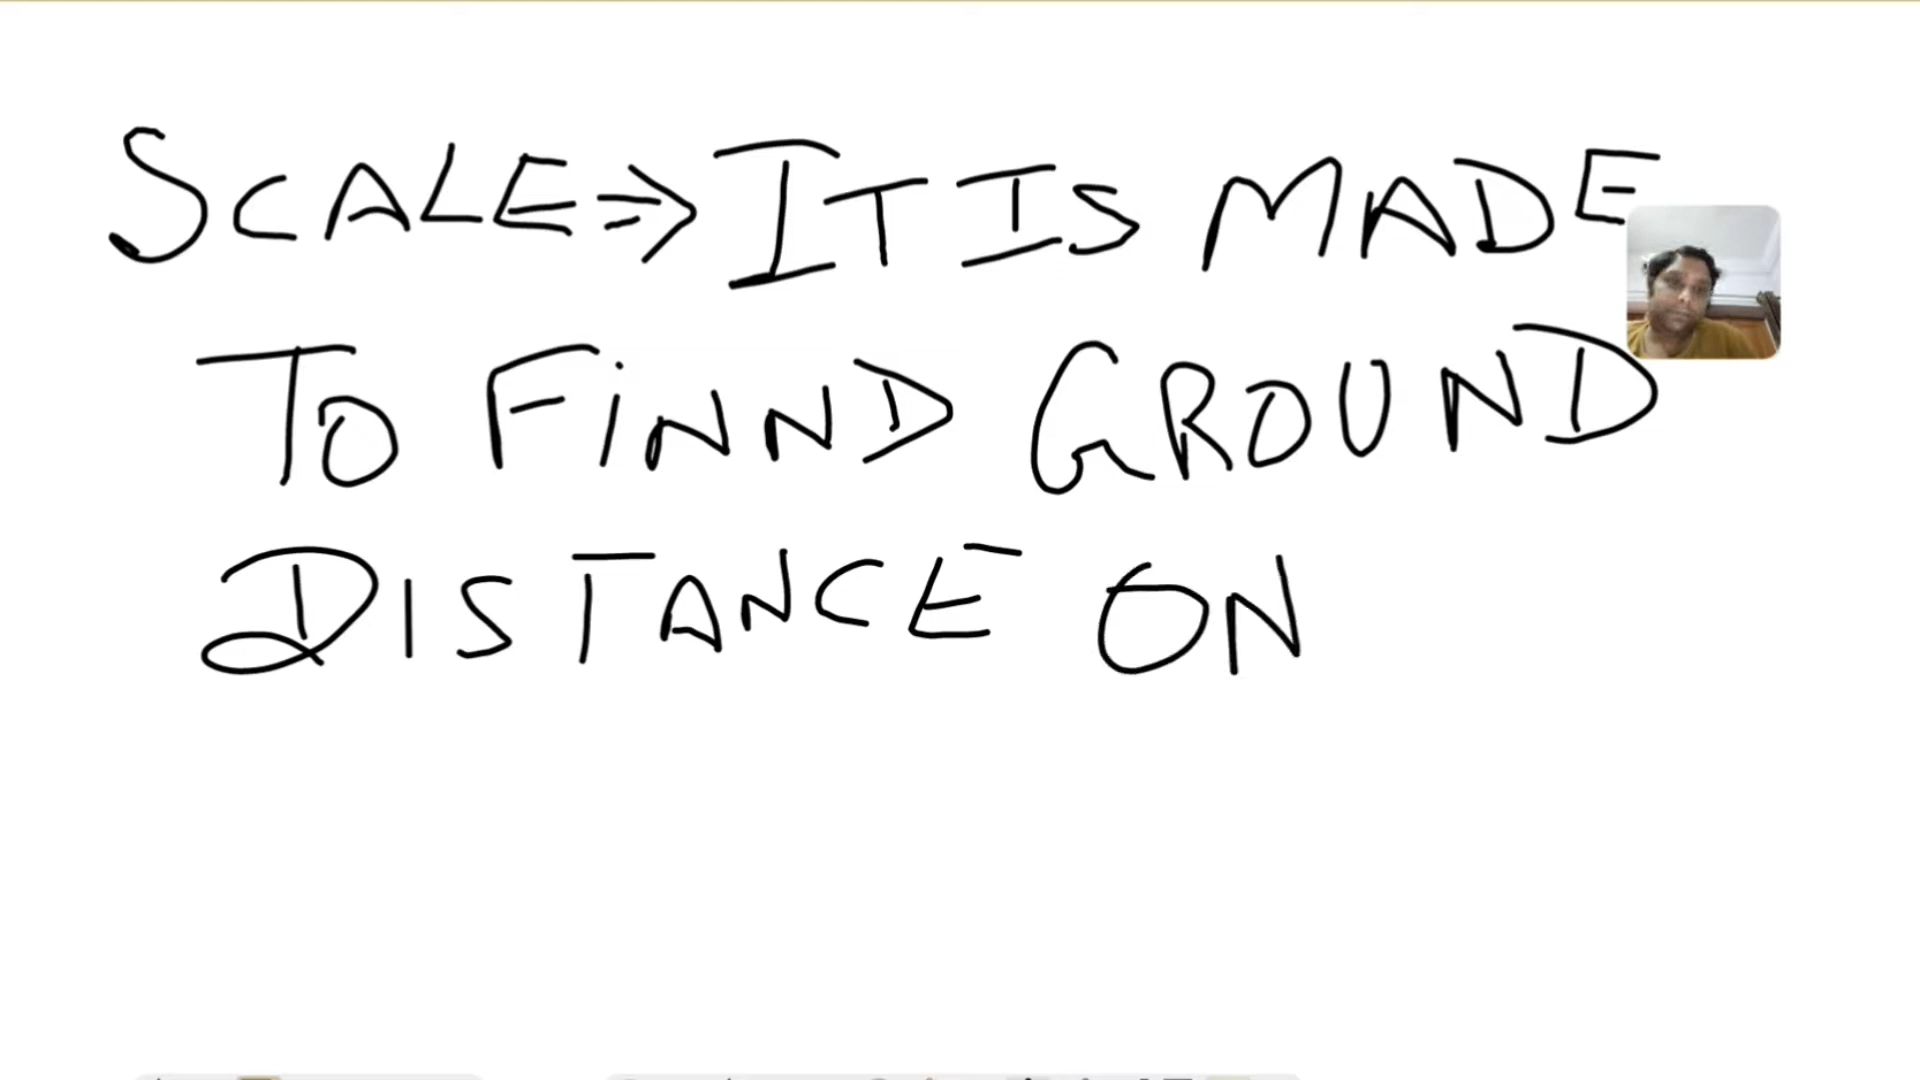 SCALE ⇒ IT IS MADE
TO FiNND GROUND
DISTANCE ON